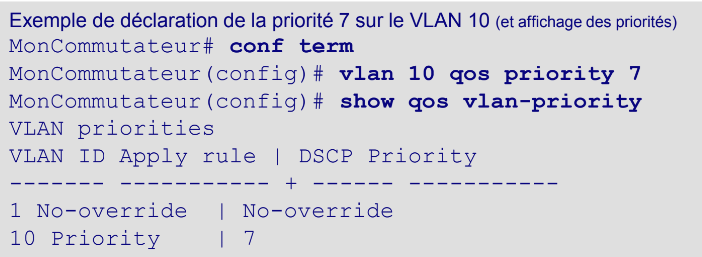 Exemple de déclaration de la priorité 7 sur le VLAN 10 (et affichage des priorités)
MonCommutateur# conf term
MonCommutateur(config)# vlan 10 qos priority 7
MonCommutateur(config)# show qos vlan-priority
VLAN priorities
VLAN ID Apply rule | DSCP Priority
------- ----------- + ------ -----------
1 No-override | No-override
10 Priority | 7